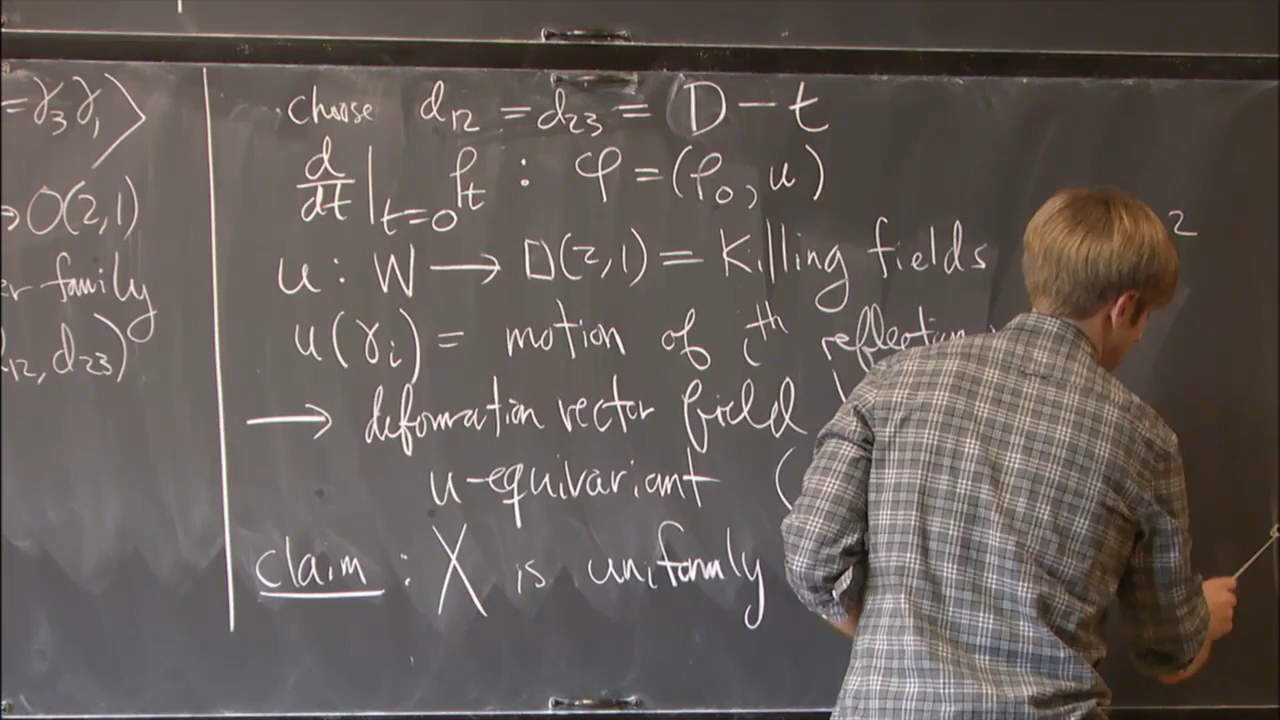 =γ₃γ₁⟩
→O(2,1)
er family
₁₂, d₂₃)
choose d₁₂ = d₂₃ = D − t
d/dt|ₜ₌₀ ρₜ : φ = (ρ₀, u)
u : W → 𝔬(2,1) = Killing fields ²
u(γᵢ) = motion of iᵗʰ reflection
→ deformation vector field
u-equivariant (
claim : X is uniformly